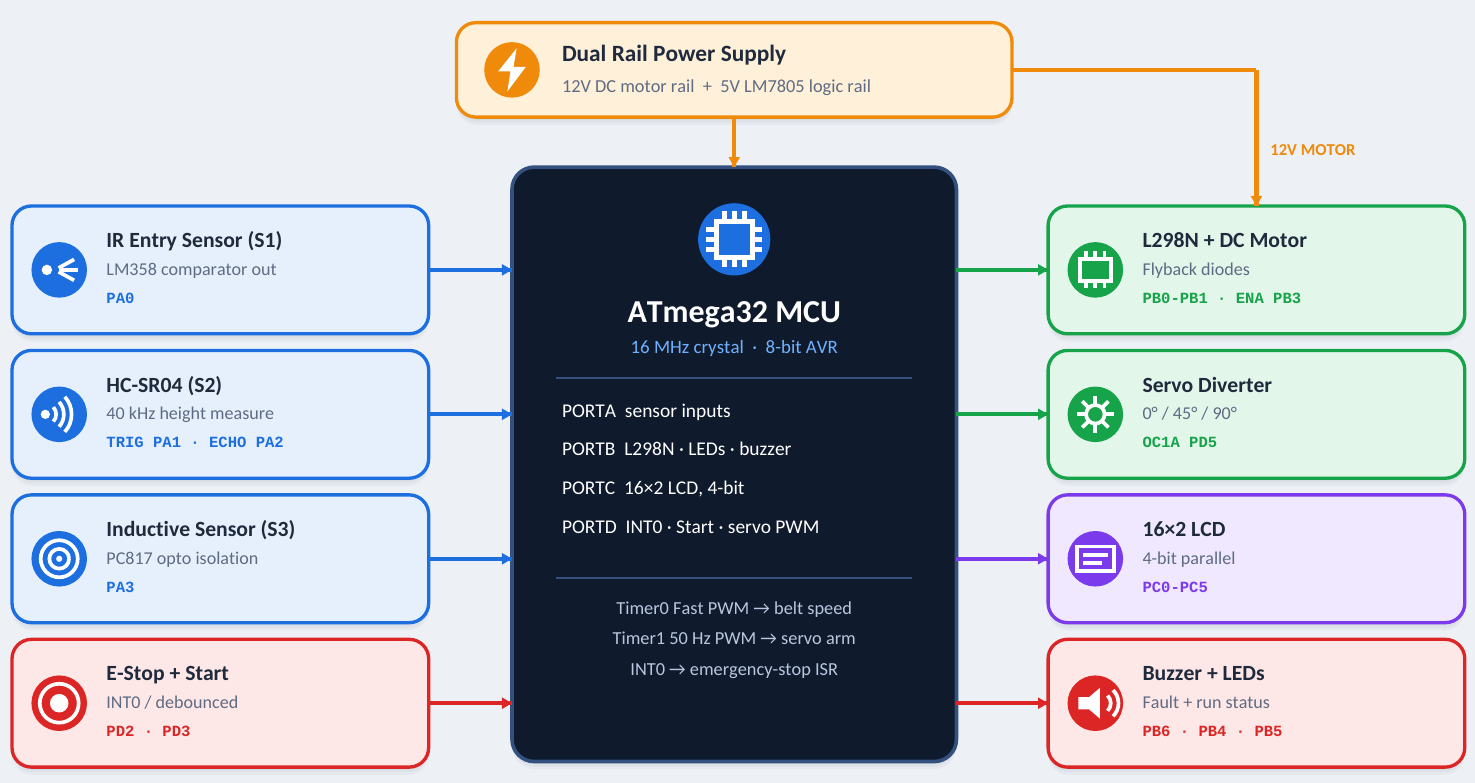 Dual Rail Power Supply
12V DC motor rail + 5V LM7805 logic rail
12V MOTOR
IR Entry Sensor (S1)
LM358 comparator out
PA0
HC-SR04 (S2)
40 kHz height measure
TRIG PA1 · ECHO PA2
Inductive Sensor (S3)
PC817 opto isolation
PA3
E-Stop + Start
INT0 / debounced
PD2 · PD3
ATmega32 MCU
16 MHz crystal · 8-bit AVR
PORTA sensor inputs
PORTB L298N · LEDs · buzzer
PORTC 16×2 LCD, 4-bit
PORTD INT0 · Start · servo PWM
Timer0 Fast PWM → belt speed
Timer1 50 Hz PWM → servo arm
INT0 → emergency-stop ISR
L298N + DC Motor
Flyback diodes
PB0-PB1 · ENA PB3
Servo Diverter
0° / 45° / 90°
OC1A PD5
16×2 LCD
4-bit parallel
PC0-PC5
Buzzer + LEDs
Fault + run status
PB6 · PB4 · PB5